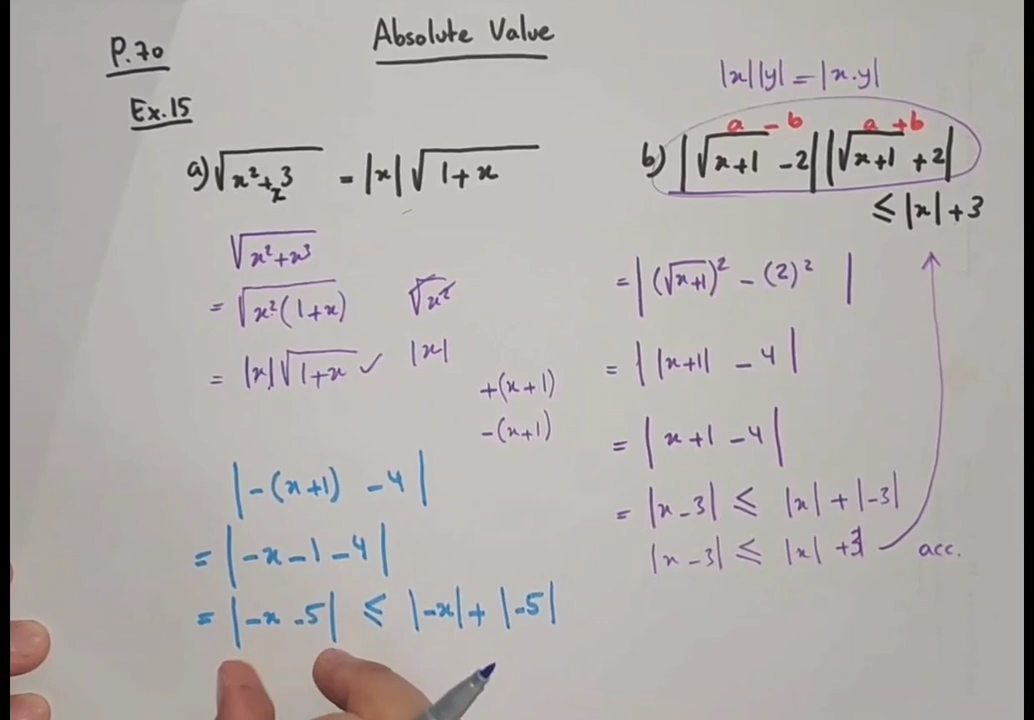 Absolute Value
P.70
Ex.15
a) √(x²+x³) = |x| √(1+x)
√(x²+x³)
= √(x²(1+x))
√x²
= |x|√(1+x) ✓
|x|
+(x+1)
-(x+1)
|-(x+1) -4|
= |-x-1-4|
= |-x-5| ≤ |-x|+|-5|
|x||y| = |x.y|
a - b
a + b
b) |√(x+1) -2||√(x+1) +2|
≤ |x|+3
= |(√(x+1))² - (2)²|
= ||x+1| - 4|
= |x+1 -4|
= |x-3| ≤ |x|+|-3|
|x-3| ≤ |x| +3
acc.